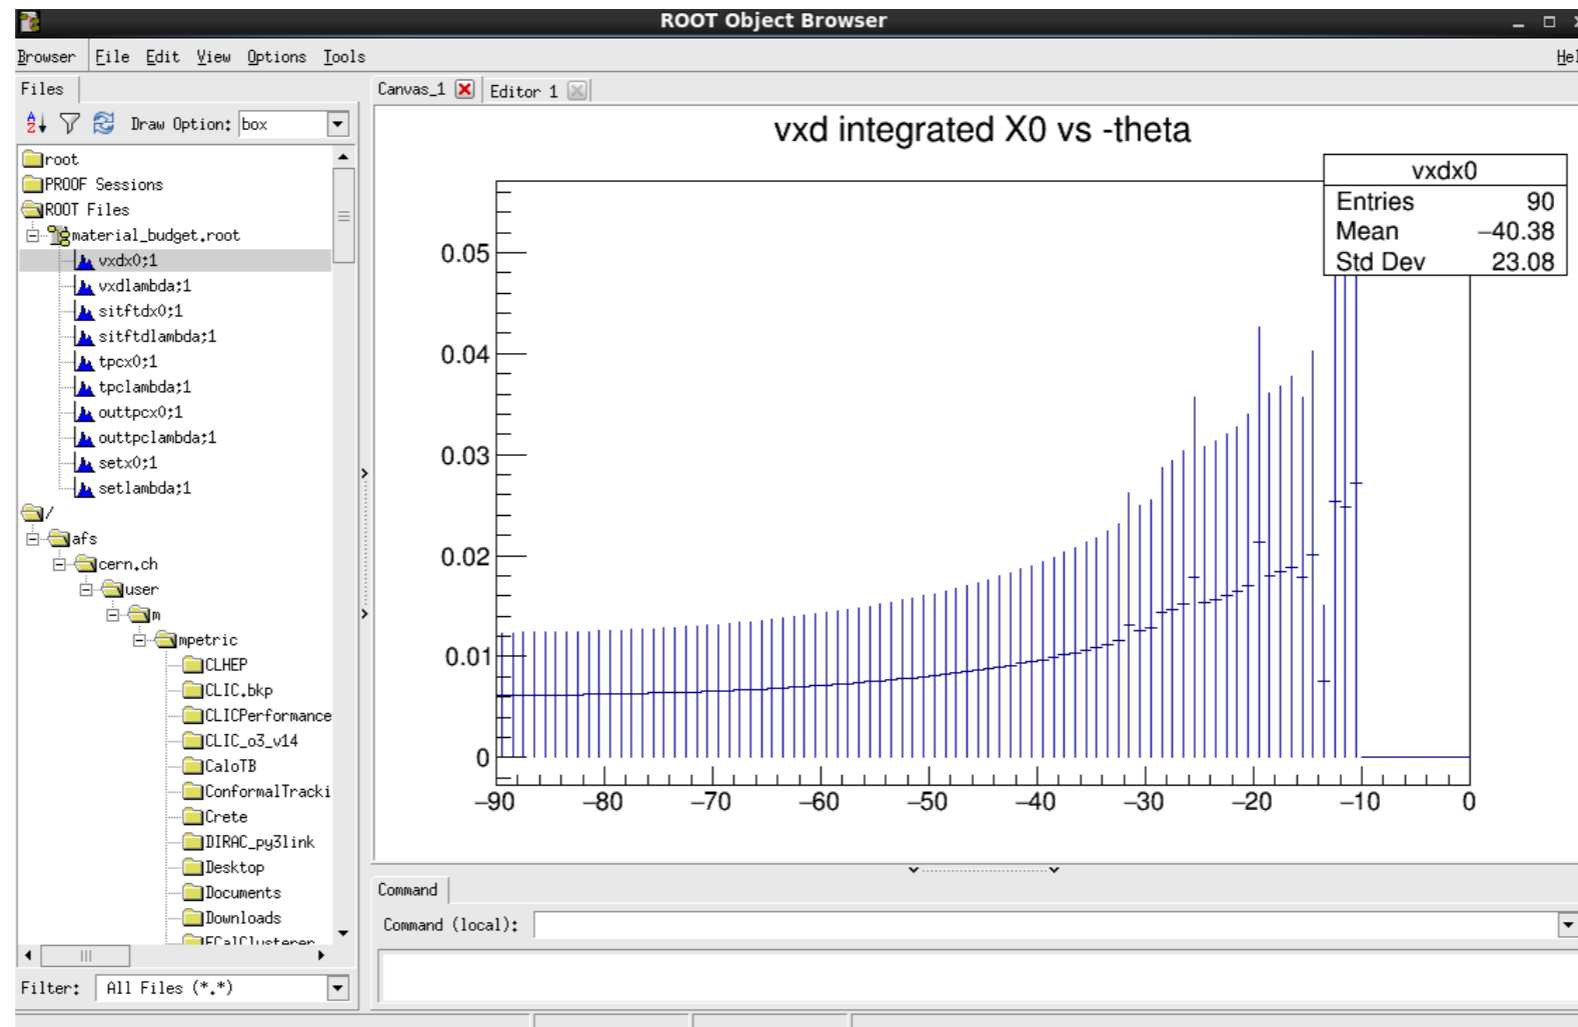 ROOT Object Browser
Browser File Edit View Options Tools Hel
Files
Canvas_1 Editor 1
Draw Option: box
root
PROOF Sessions
ROOT Files
material_budget.root
vxdx0;1
vxdlambda;1
sitftdx0;1
sitftdlambda;1
tpcx0;1
tpclambda;1
outtpcx0;1
outtpclambda;1
setx0;1
setlambda;1
/
afs
cern.ch
user
m
mpetric
CLHEP
CLIC.bkp
CLICPerformance
CLIC_o3_v14
CaloTB
ConformalTracki
Crete
DIRAC_py3link
Desktop
Documents
Downloads
FCalClusterer
Filter: All Files (*.*)
vxd integrated X0 vs -theta
vxdx0
Entries 90
Mean −40.38
Std Dev 23.08
0.05
0.04
0.03
0.02
0.01
0
−90 −80 −70 −60 −50 −40 −30 −20 −10 0
Command
Command (local):